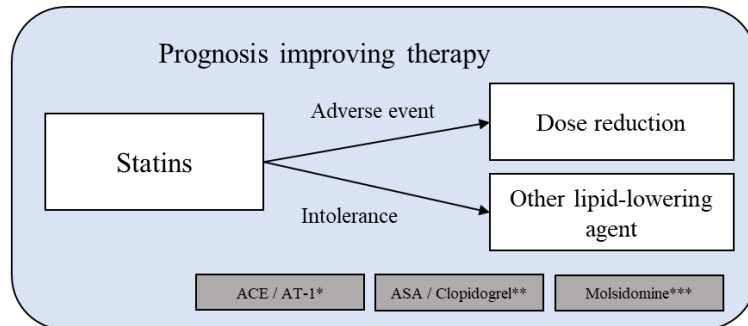 Prognosis improving therapy
Adverse event
Dose reduction
Statins
Intolerance
Other lipid-lowering
agent
ACE / AT-1*
ASA / Clopidogrel**
Molsidomine***